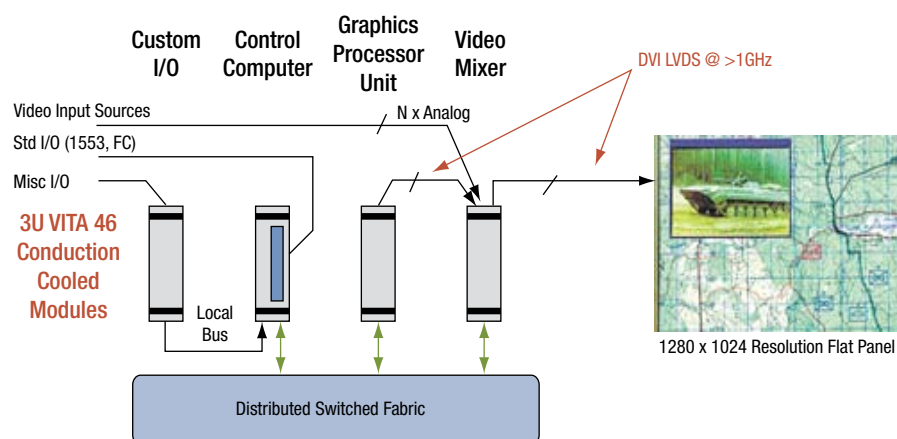 Custom
I/O
Control
Computer
Graphics
Processor
Unit
Video
Mixer
DVI LVDS @ >1GHz
Video Input Sources
N x Analog
Std I/O (1553, FC)
Misc I/O
3U VITA 46
Conduction
Cooled
Modules
Local
Bus
1280 x 1024 Resolution Flat Panel
Distributed Switched Fabric